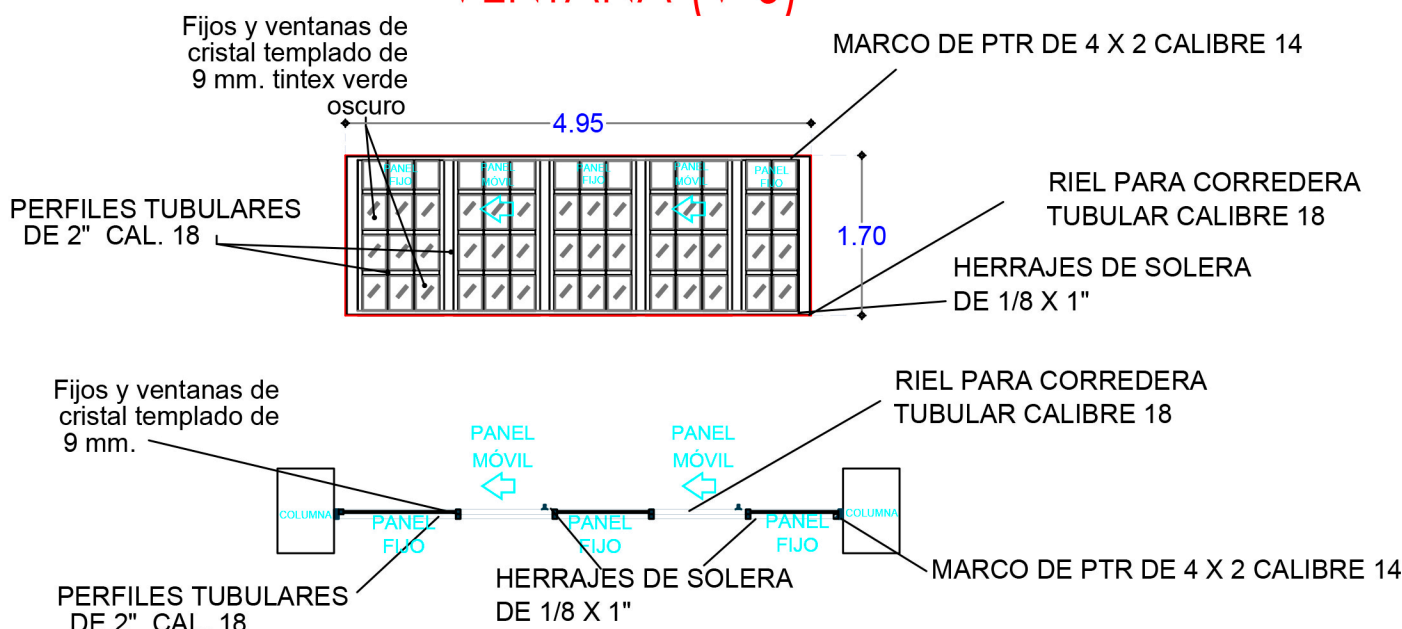 Fijos y ventanas de
cristal templado de
9 mm. tintex verde
oscuro
MARCO DE PTR DE 4 X 2 CALIBRE 14
4.95
PANEL
FIJO
PANEL
MÓVIL
PANEL
FIJO
PANEL
MÓVIL
PANEL
FIJO
PERFILES TUBULARES
DE 2" CAL. 18
RIEL PARA CORREDERA
TUBULAR CALIBRE 18
1.70
HERRAJES DE SOLERA
DE 1/8 X 1"
Fijos y ventanas de
cristal templado de
9 mm.
RIEL PARA CORREDERA
TUBULAR CALIBRE 18
PANEL
MÓVIL
PANEL
MÓVIL
COLUMNA
PANEL
FIJO
PANEL
FIJO
PANEL
FIJO
COLUMNA
MARCO DE PTR DE 4 X 2 CALIBRE 14
HERRAJES DE SOLERA
DE 1/8 X 1"
PERFILES TUBULARES
DE 2" CAL. 18